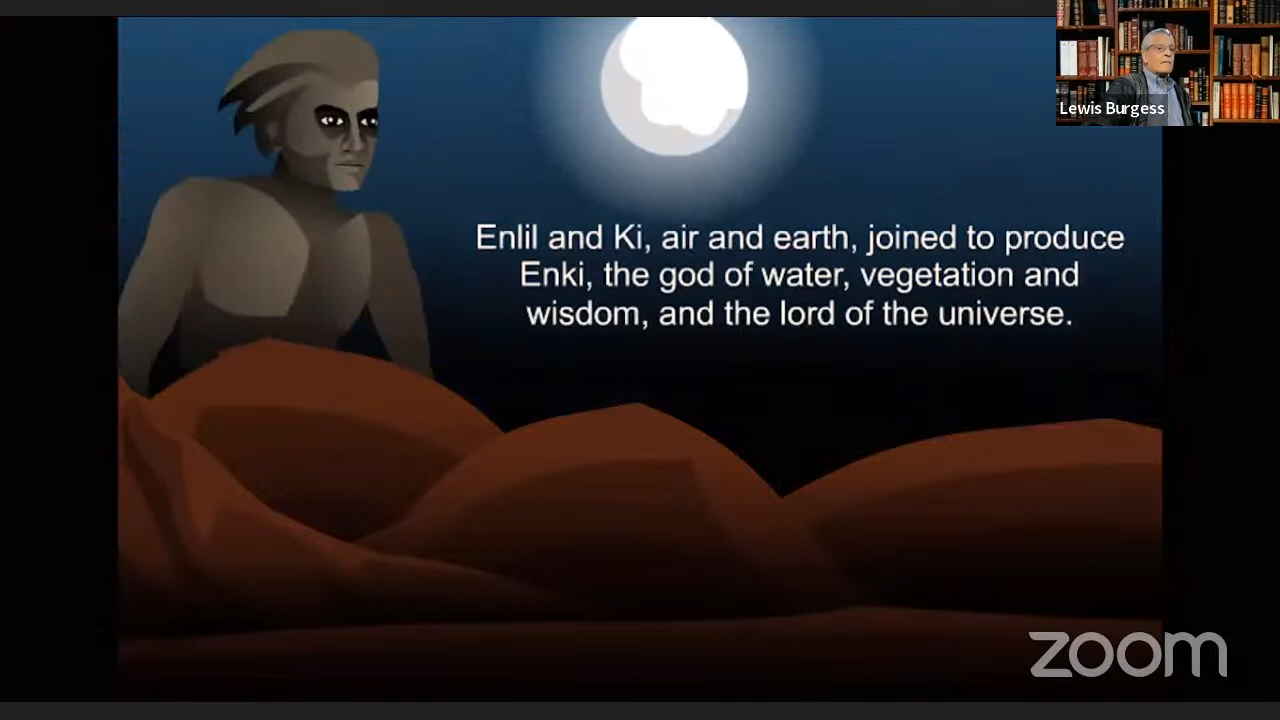 Lewis Burgess
Enlil and Ki, air and earth, joined to produce
Enki, the god of water, vegetation and
wisdom, and the lord of the universe.
zoom